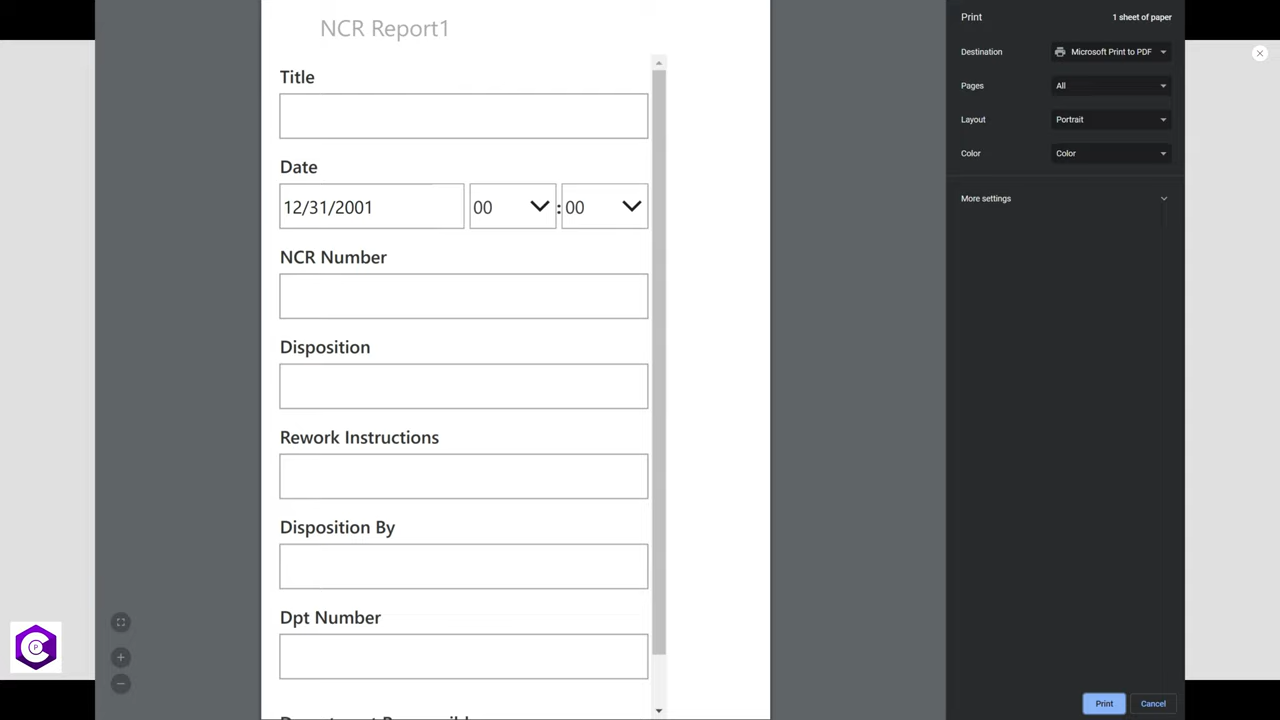 NCR Report1
Title
Date
12/31/2001 00 : 00
NCR Number
Disposition
Rework Instructions
Disposition By
Dpt Number
Print 1 sheet of paper
Destination Microsoft Print to PDF
Pages All
Layout Portrait
Color Color
More settings
Print Cancel
P